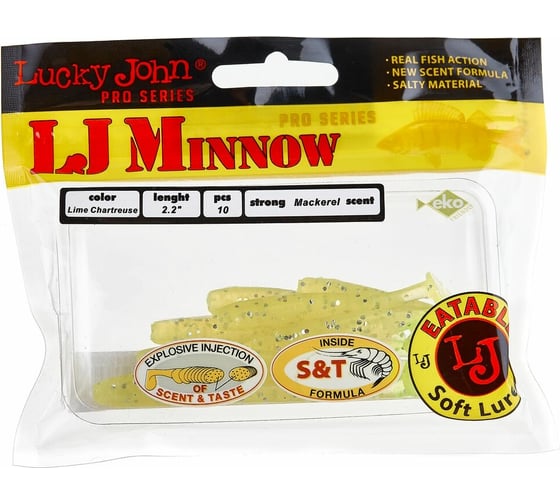 Lucky John®
PRO SERIES
· REAL FISH ACTION
· NEW SCENT FORMULA
· SALTY MATERIAL
PRO SERIES
LJ MINNOW
color
Lime Chartreuse
lenght
2.2"
pcs
10
strong Mackerel scent
eko
EXPLOSIVE INJECTION
OF
SCENT & TASTE
INSIDE
S&T
FORMULA
EATABLE
LJ
LJ
Soft Lure